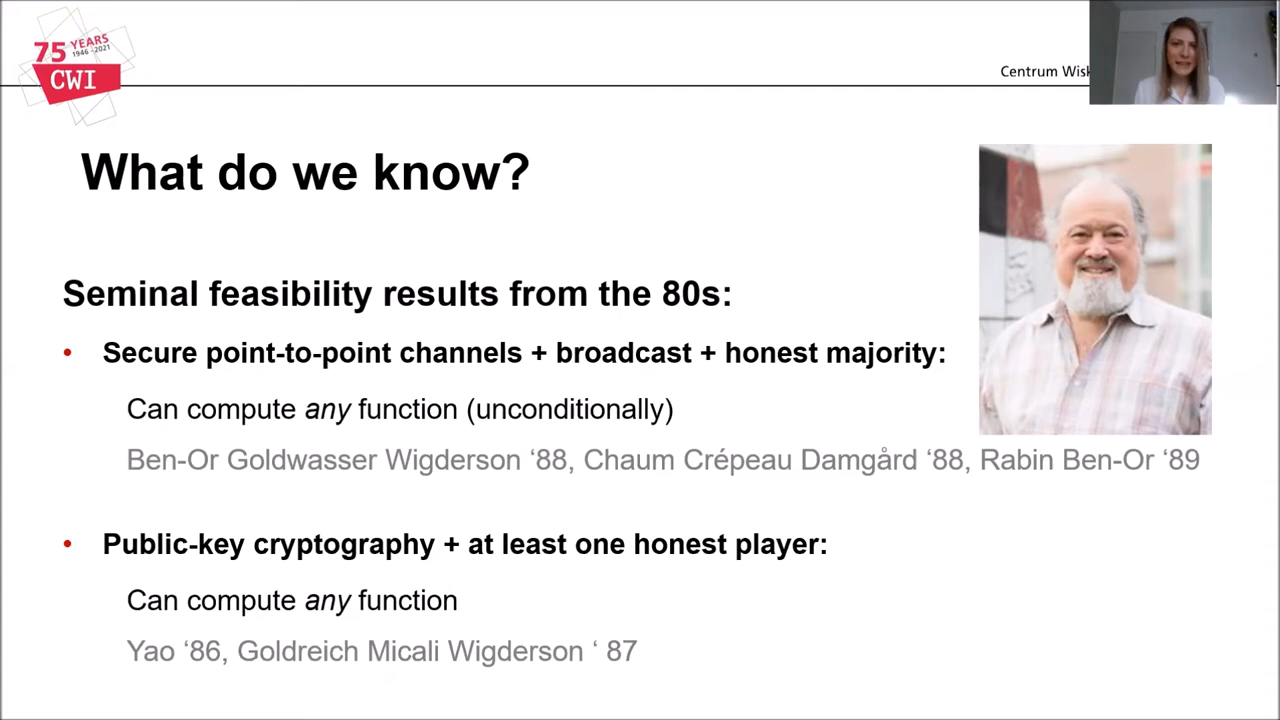 75 YEARS
1946 - 2021
CWI
Centrum Wisk
What do we know?
Seminal feasibility results from the 80s:
• Secure point-to-point channels + broadcast + honest majority:
Can compute any function (unconditionally)
Ben-Or Goldwasser Wigderson ‘88, Chaum Crépeau Damgård ‘88, Rabin Ben-Or ‘89
• Public-key cryptography + at least one honest player:
Can compute any function
Yao ‘86, Goldreich Micali Wigderson ‘ 87